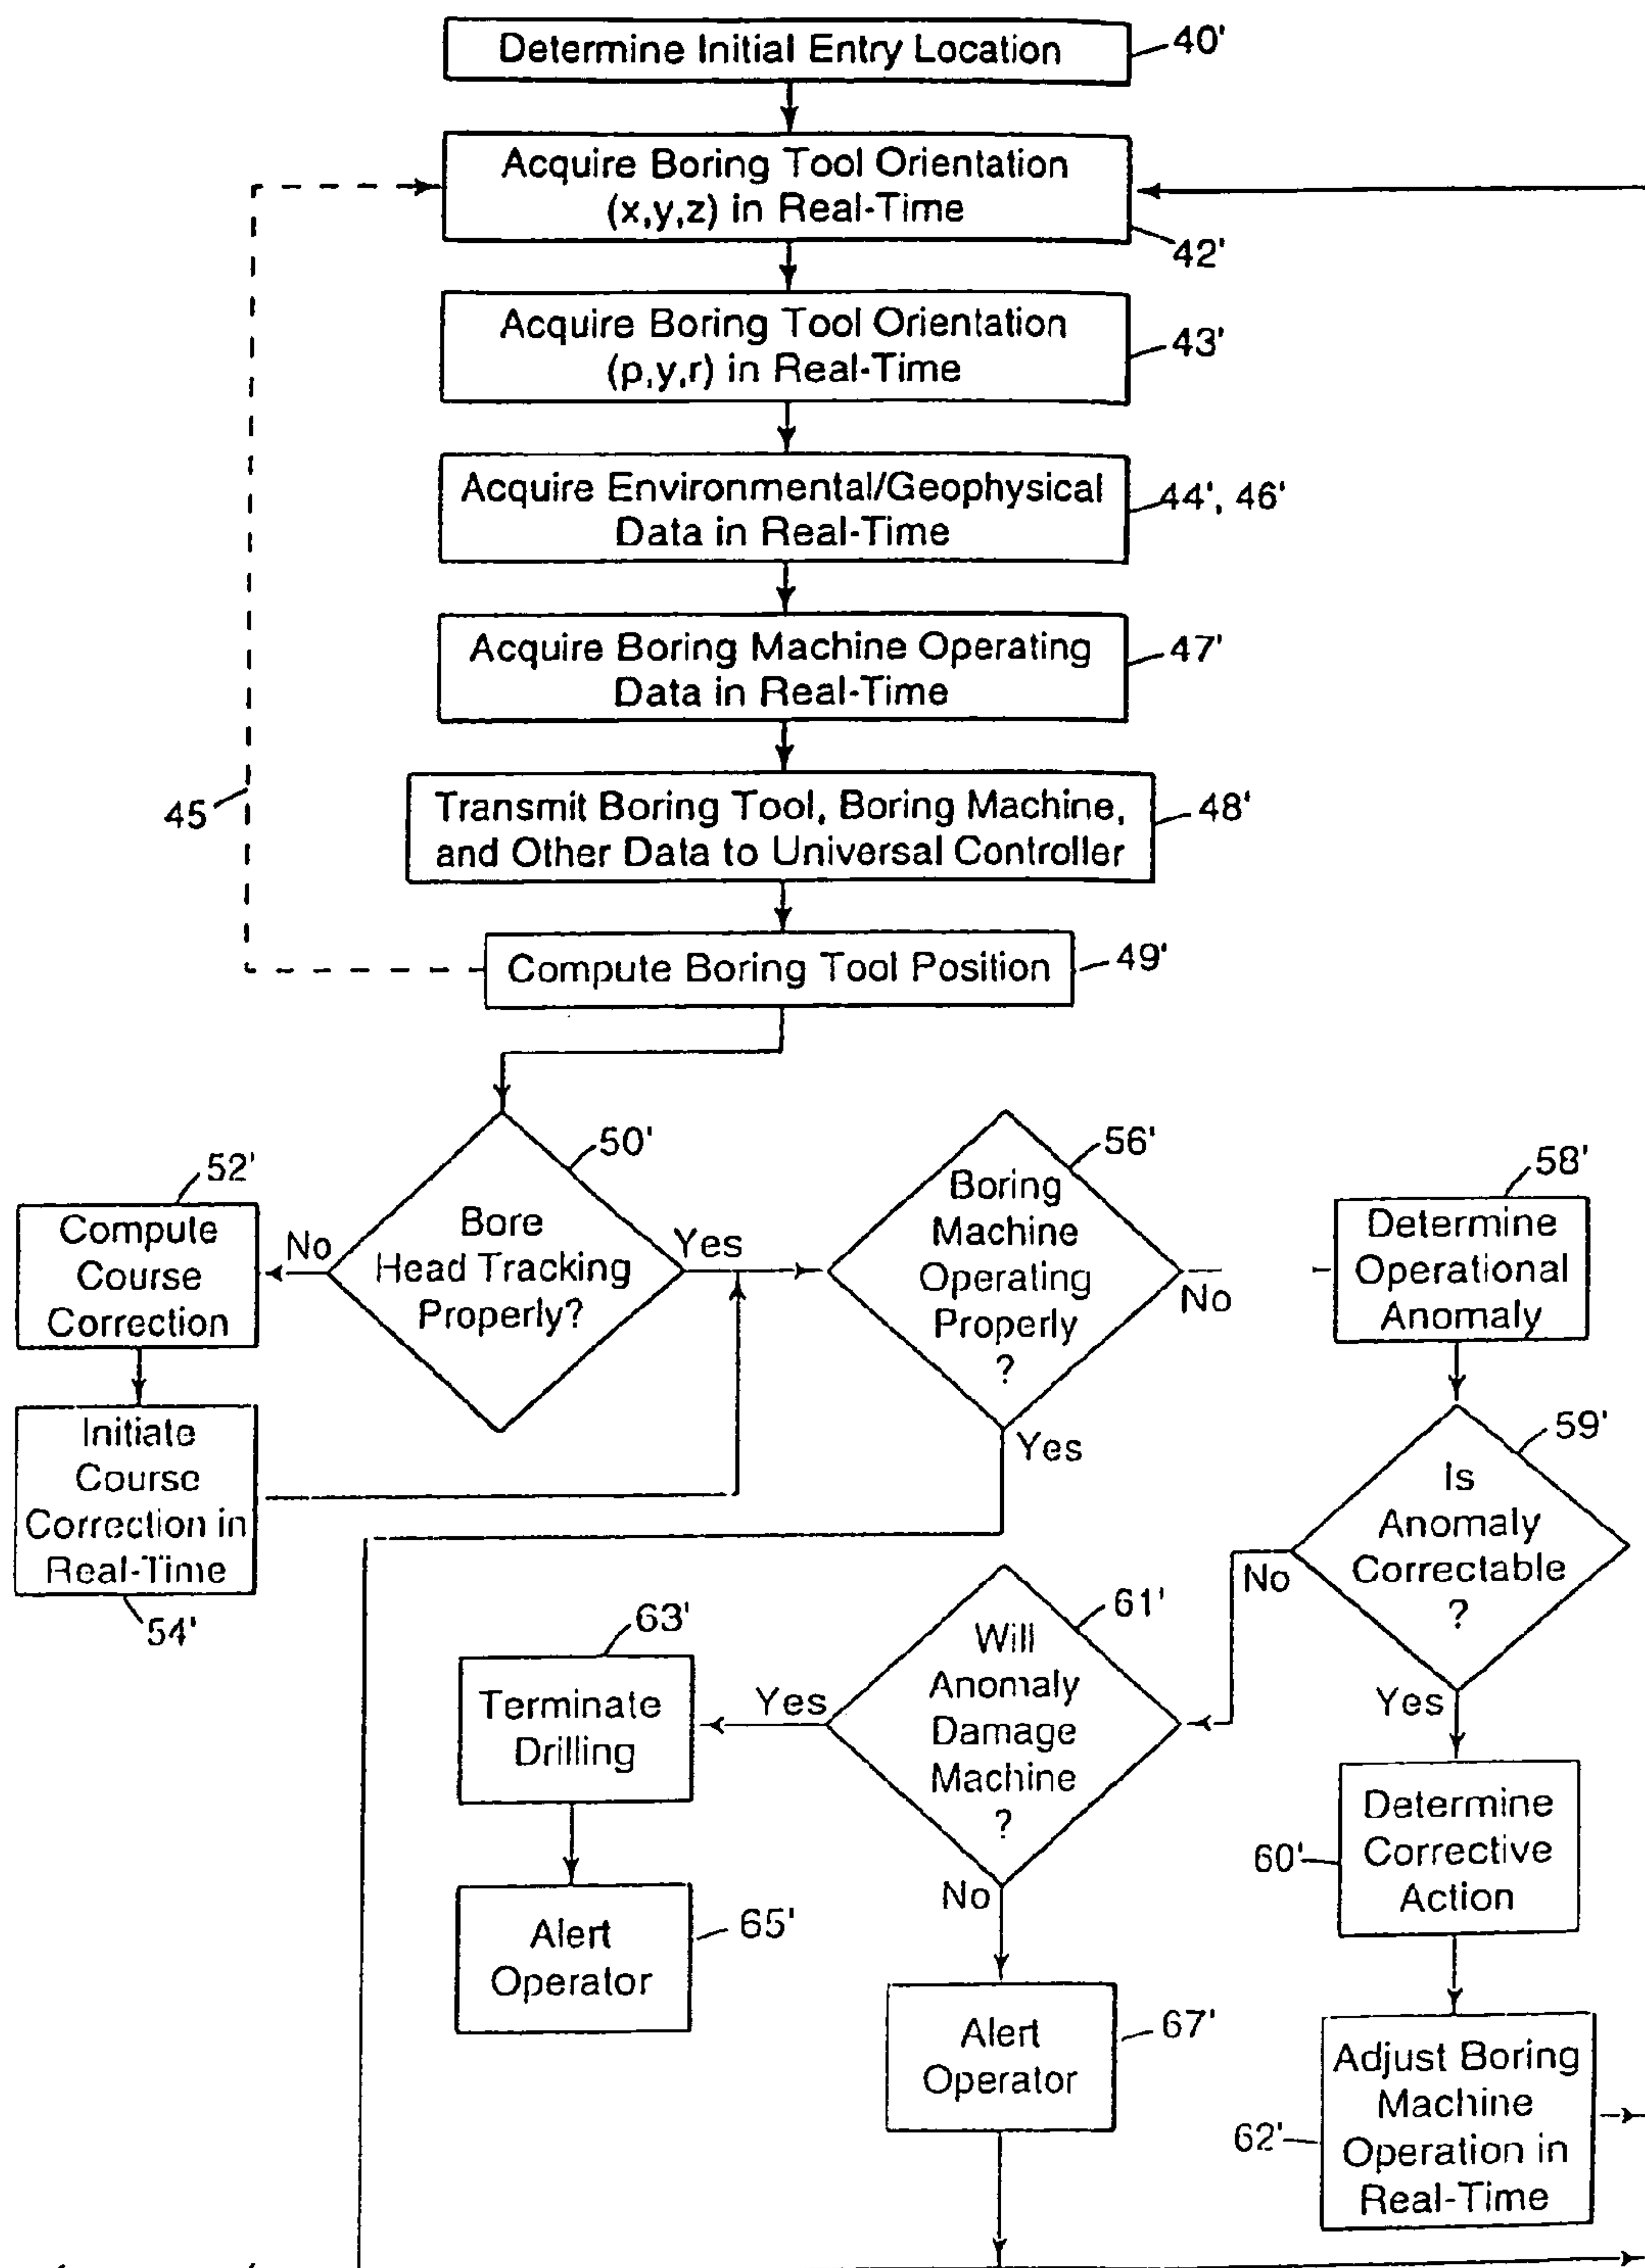 Determine Initial Entry Location
40'
Acquire Boring Tool Orientation
(x,y,z) in Real-Time
42'
Acquire Boring Tool Orientation
(p,y,r) in Real-Time
43'
Acquire Environmental/Geophysical
Data in Real-Time
44', 46'
Acquire Boring Machine Operating
Data in Real-Time
47'
45
Transmit Boring Tool, Boring Machine,
and Other Data to Universal Controller
48'
Compute Boring Tool Position
49'
50'
Bore
Head Tracking
Properly?
No
Yes
52'
Compute
Course
Correction
Initiate
Course
Correction in
Real-Time
54'
56'
Boring
Machine
Operating
Properly
?
No
Yes
58'
Determine
Operational
Anomaly
59'
Is
Anomaly
Correctable
?
No
Yes
61'
Will
Anomaly
Damage
Machine
?
Yes
No
63'
Terminate
Drilling
Alert
Operator
65'
Alert
Operator
67'
60'
Determine
Corrective
Action
62'
Adjust Boring
Machine
Operation in
Real-Time